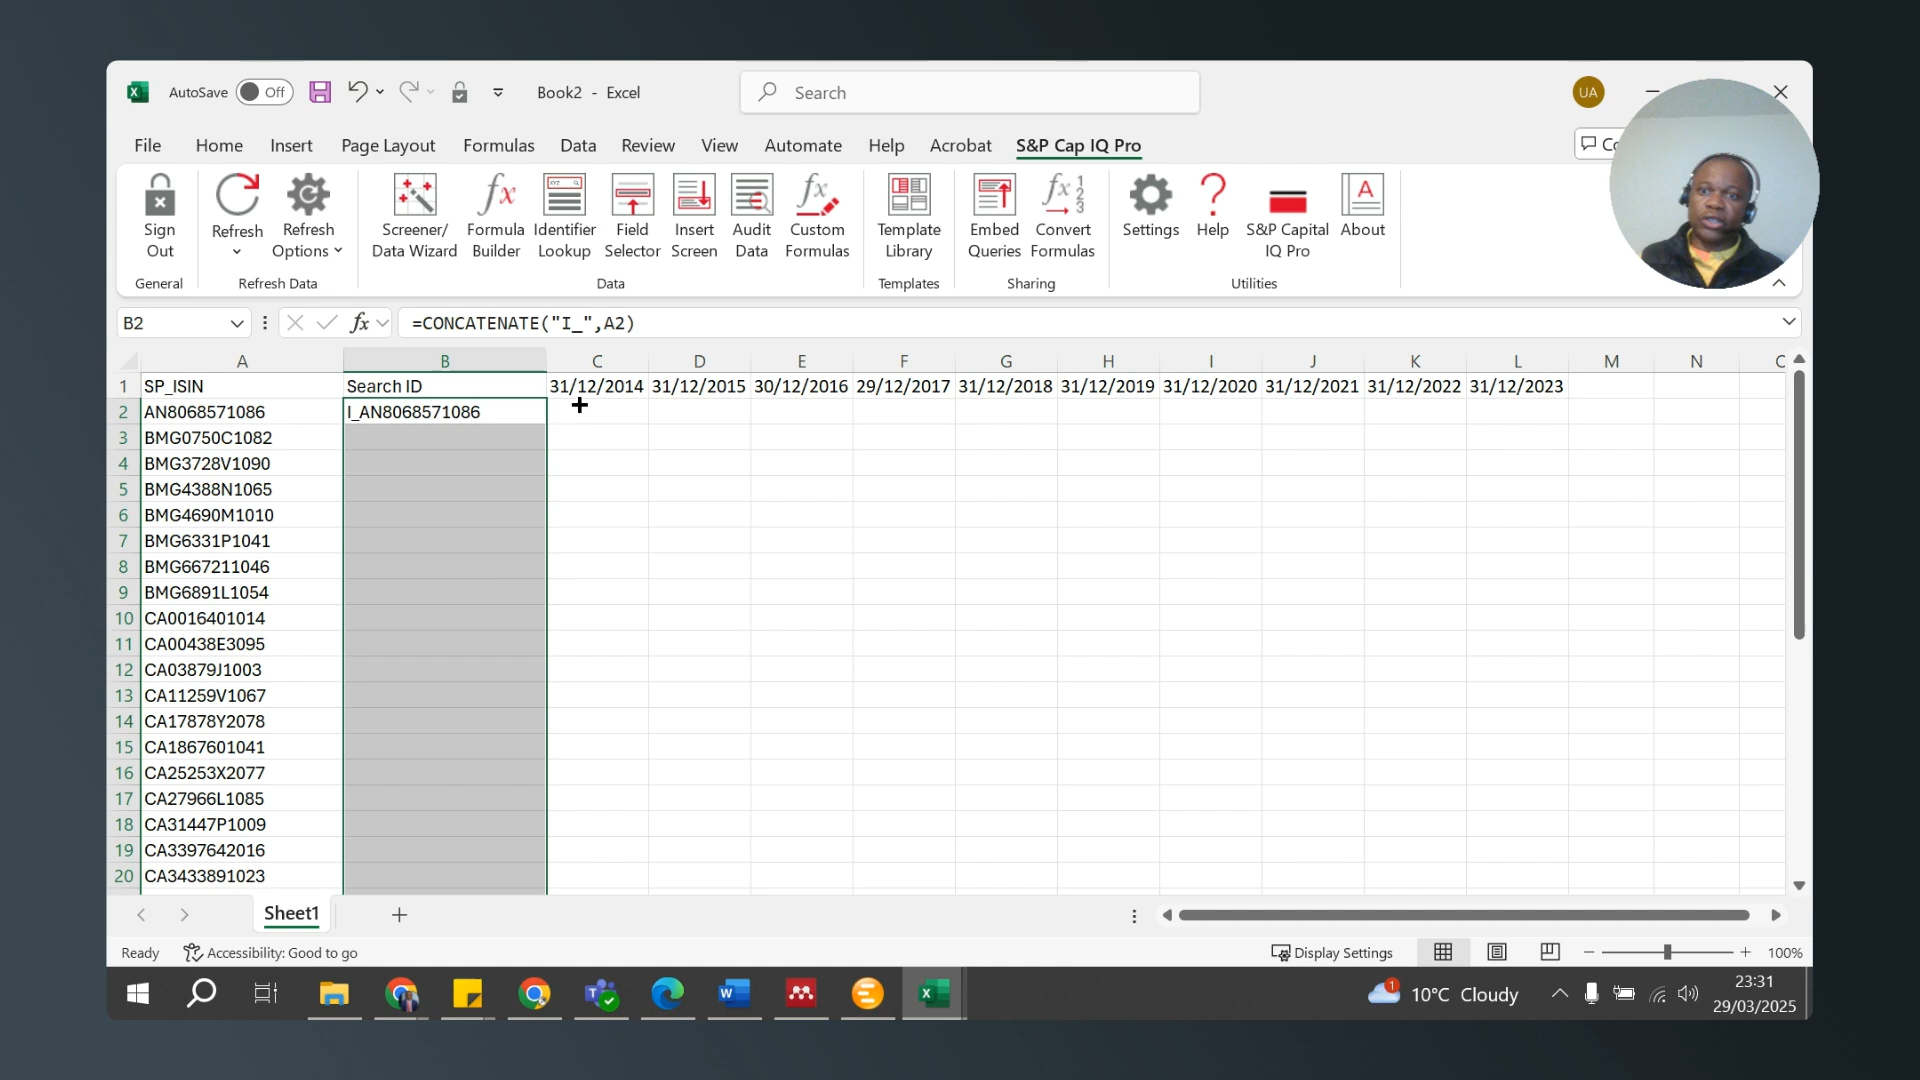 AutoSave Off Book2 - Excel Search UA
File Home Insert Page Layout Formulas Data Review View Automate Help Acrobat S&P Cap IQ Pro
Sign Out
Refresh
Refresh Options
Screener/ Data Wizard
Formula Builder
Identifier Lookup
Field Selector
Insert Screen
Audit Data
Custom Formulas
Template Library
Embed Queries
Convert Formulas
Settings
Help
S&P Capital IQ Pro
About
General Refresh Data Data Templates Sharing Utilities
B2 fx =CONCATENATE("I_",A2)
A B C D E F G H I J K L M N
1 SP_ISIN Search ID 31/12/2014 31/12/2015 30/12/2016 29/12/2017 31/12/2018 31/12/2019 31/12/2020 31/12/2021 31/12/2022 31/12/2023
2 AN8068571086 I_AN8068571086
3 BMG0750C1082
4 BMG3728V1090
5 BMG4388N1065
6 BMG4690M1010
7 BMG6331P1041
8 BMG667211046
9 BMG6891L1054
10 CA0016401014
11 CA00438E3095
12 CA03879J1003
13 CA11259V1067
14 CA17878Y2078
15 CA1867601041
16 CA25253X2077
17 CA27966L1085
18 CA31447P1009
19 CA3397642016
20 CA3433891023
Sheet1
Ready Accessibility: Good to go Display Settings 100%
1 10°C Cloudy 23:31
29/03/2025